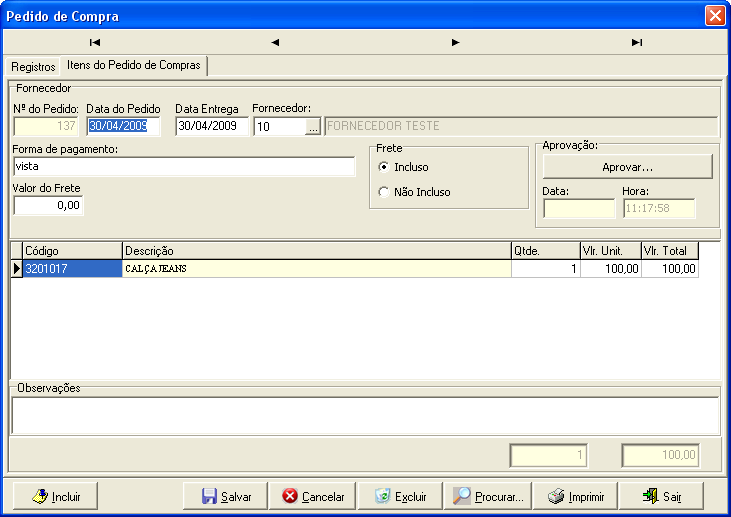 Pedido de Compra
Registros Itens do Pedido de Compras
Fornecedor
Nº do Pedido: Data do Pedido Data Entrega Fornecedor:
137 30/04/2009 30/04/2009 10 ... FORNECEDOR TESTE
Forma de pagamento: Frete Aprovação:
vista Incluso Aprovar...
Valor do Frete Não Incluso Data: Hora:
0,00 11:17:58
Código Descrição Qtde. Vlr. Unit. Vlr. Total
3201017 CALÇA JEANS 1 100,00 100,00
Observações
1 100,00
Incluir Salvar Cancelar Excluir Procurar... Imprimir Sair